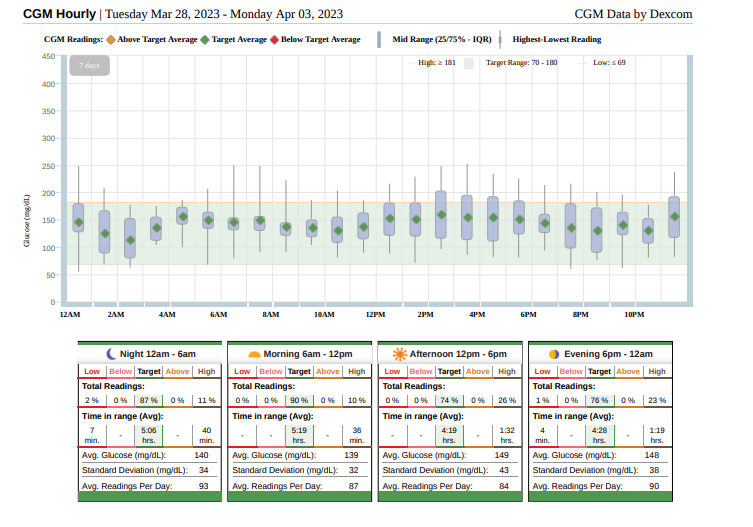 CGM Hourly | Tuesday Mar 28, 2023 - Monday Apr 03, 2023 CGM Data by Dexcom
CGM Readings: Above Target Average Target Average Below Target Average Mid Range (25/75% - IQR) Highest-Lowest Reading
7 days High: ≥ 181 Target Range: 70 - 180 Low: ≤ 69
Glucose (mg/dL)
450
400
350
300
250
200
150
100
50
0
12AM 2AM 4AM 6AM 8AM 10AM 12PM 2PM 4PM 6PM 8PM 10PM
Night 12am - 6am
Low Below Target Above High
Total Readings:
2 % 0 % 87 % 0 % 11 %
Time in range (Avg):
7 min. - 5:06 hrs. - 40 min.
Avg. Glucose (mg/dL): 140
Standard Deviation (mg/dL): 34
Avg. Readings Per Day: 93
Morning 6am - 12pm
Low Below Target Above High
Total Readings:
0 % 0 % 90 % 0 % 10 %
Time in range (Avg):
- - 5:19 hrs. - 36 min.
Avg. Glucose (mg/dL): 139
Standard Deviation (mg/dL): 32
Avg. Readings Per Day: 87
Afternoon 12pm - 6pm
Low Below Target Above High
Total Readings:
0 % 0 % 74 % 0 % 26 %
Time in range (Avg):
- - 4:19 hrs. - 1:32 hrs.
Avg. Glucose (mg/dL): 149
Standard Deviation (mg/dL): 43
Avg. Readings Per Day: 84
Evening 6pm - 12am
Low Below Target Above High
Total Readings:
1 % 0 % 76 % 0 % 23 %
Time in range (Avg):
4 min. - 4:28 hrs. - 1:19 hrs.
Avg. Glucose (mg/dL): 148
Standard Deviation (mg/dL): 38
Avg. Readings Per Day: 90